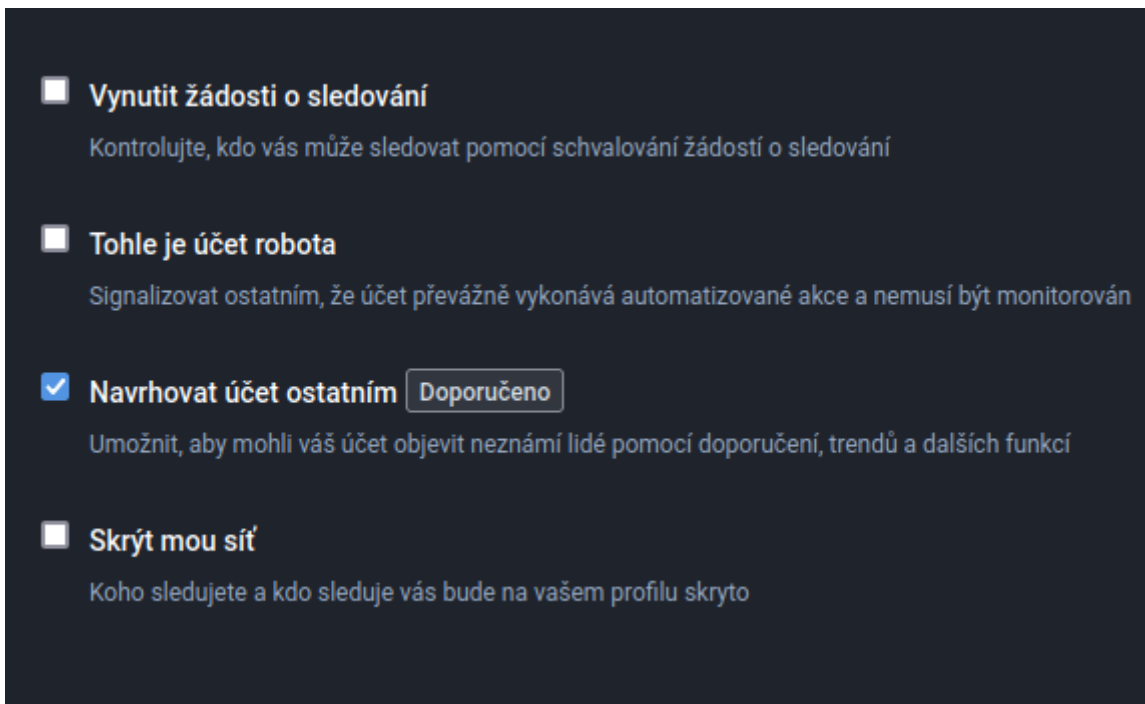 Vynutit žádosti o sledování
Kontrolujte, kdo vás může sledovat pomocí schvalování žádostí o sledování
Tohle je účet robota
Signalizovat ostatním, že účet převážně vykonává automatizované akce a nemusí být monitorován
Navrhovat účet ostatním Doporučeno
Umožnit, aby mohli váš účet objevit neznámí lidé pomocí doporučení, trendů a dalších funkcí
Skrýt mou síť
Koho sledujete a kdo sleduje vás bude na vašem profilu skryto